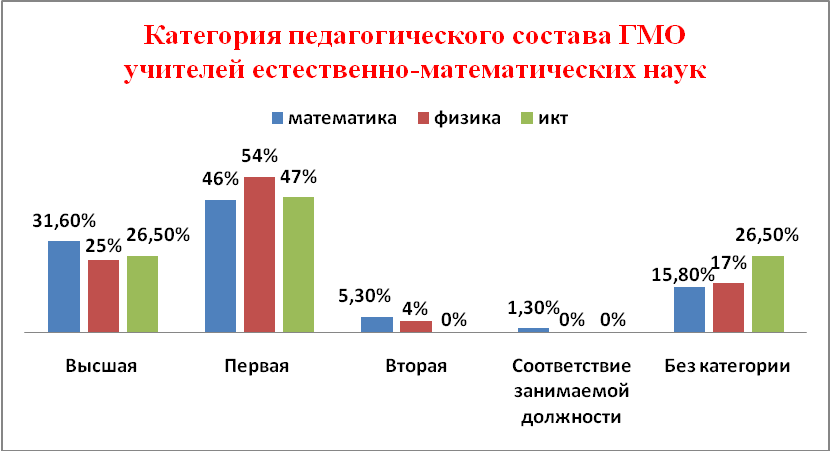 Категория педагогического состава ГМО
учителей естественно-математических наук
математика физика икт
31,60% 25% 26,50%
46% 54% 47%
5,30% 4% 0%
1,30% 0% 0%
15,80% 17% 26,50%
Высшая
Первая
Вторая
Соответствие
занимаемой
должности
Без категории